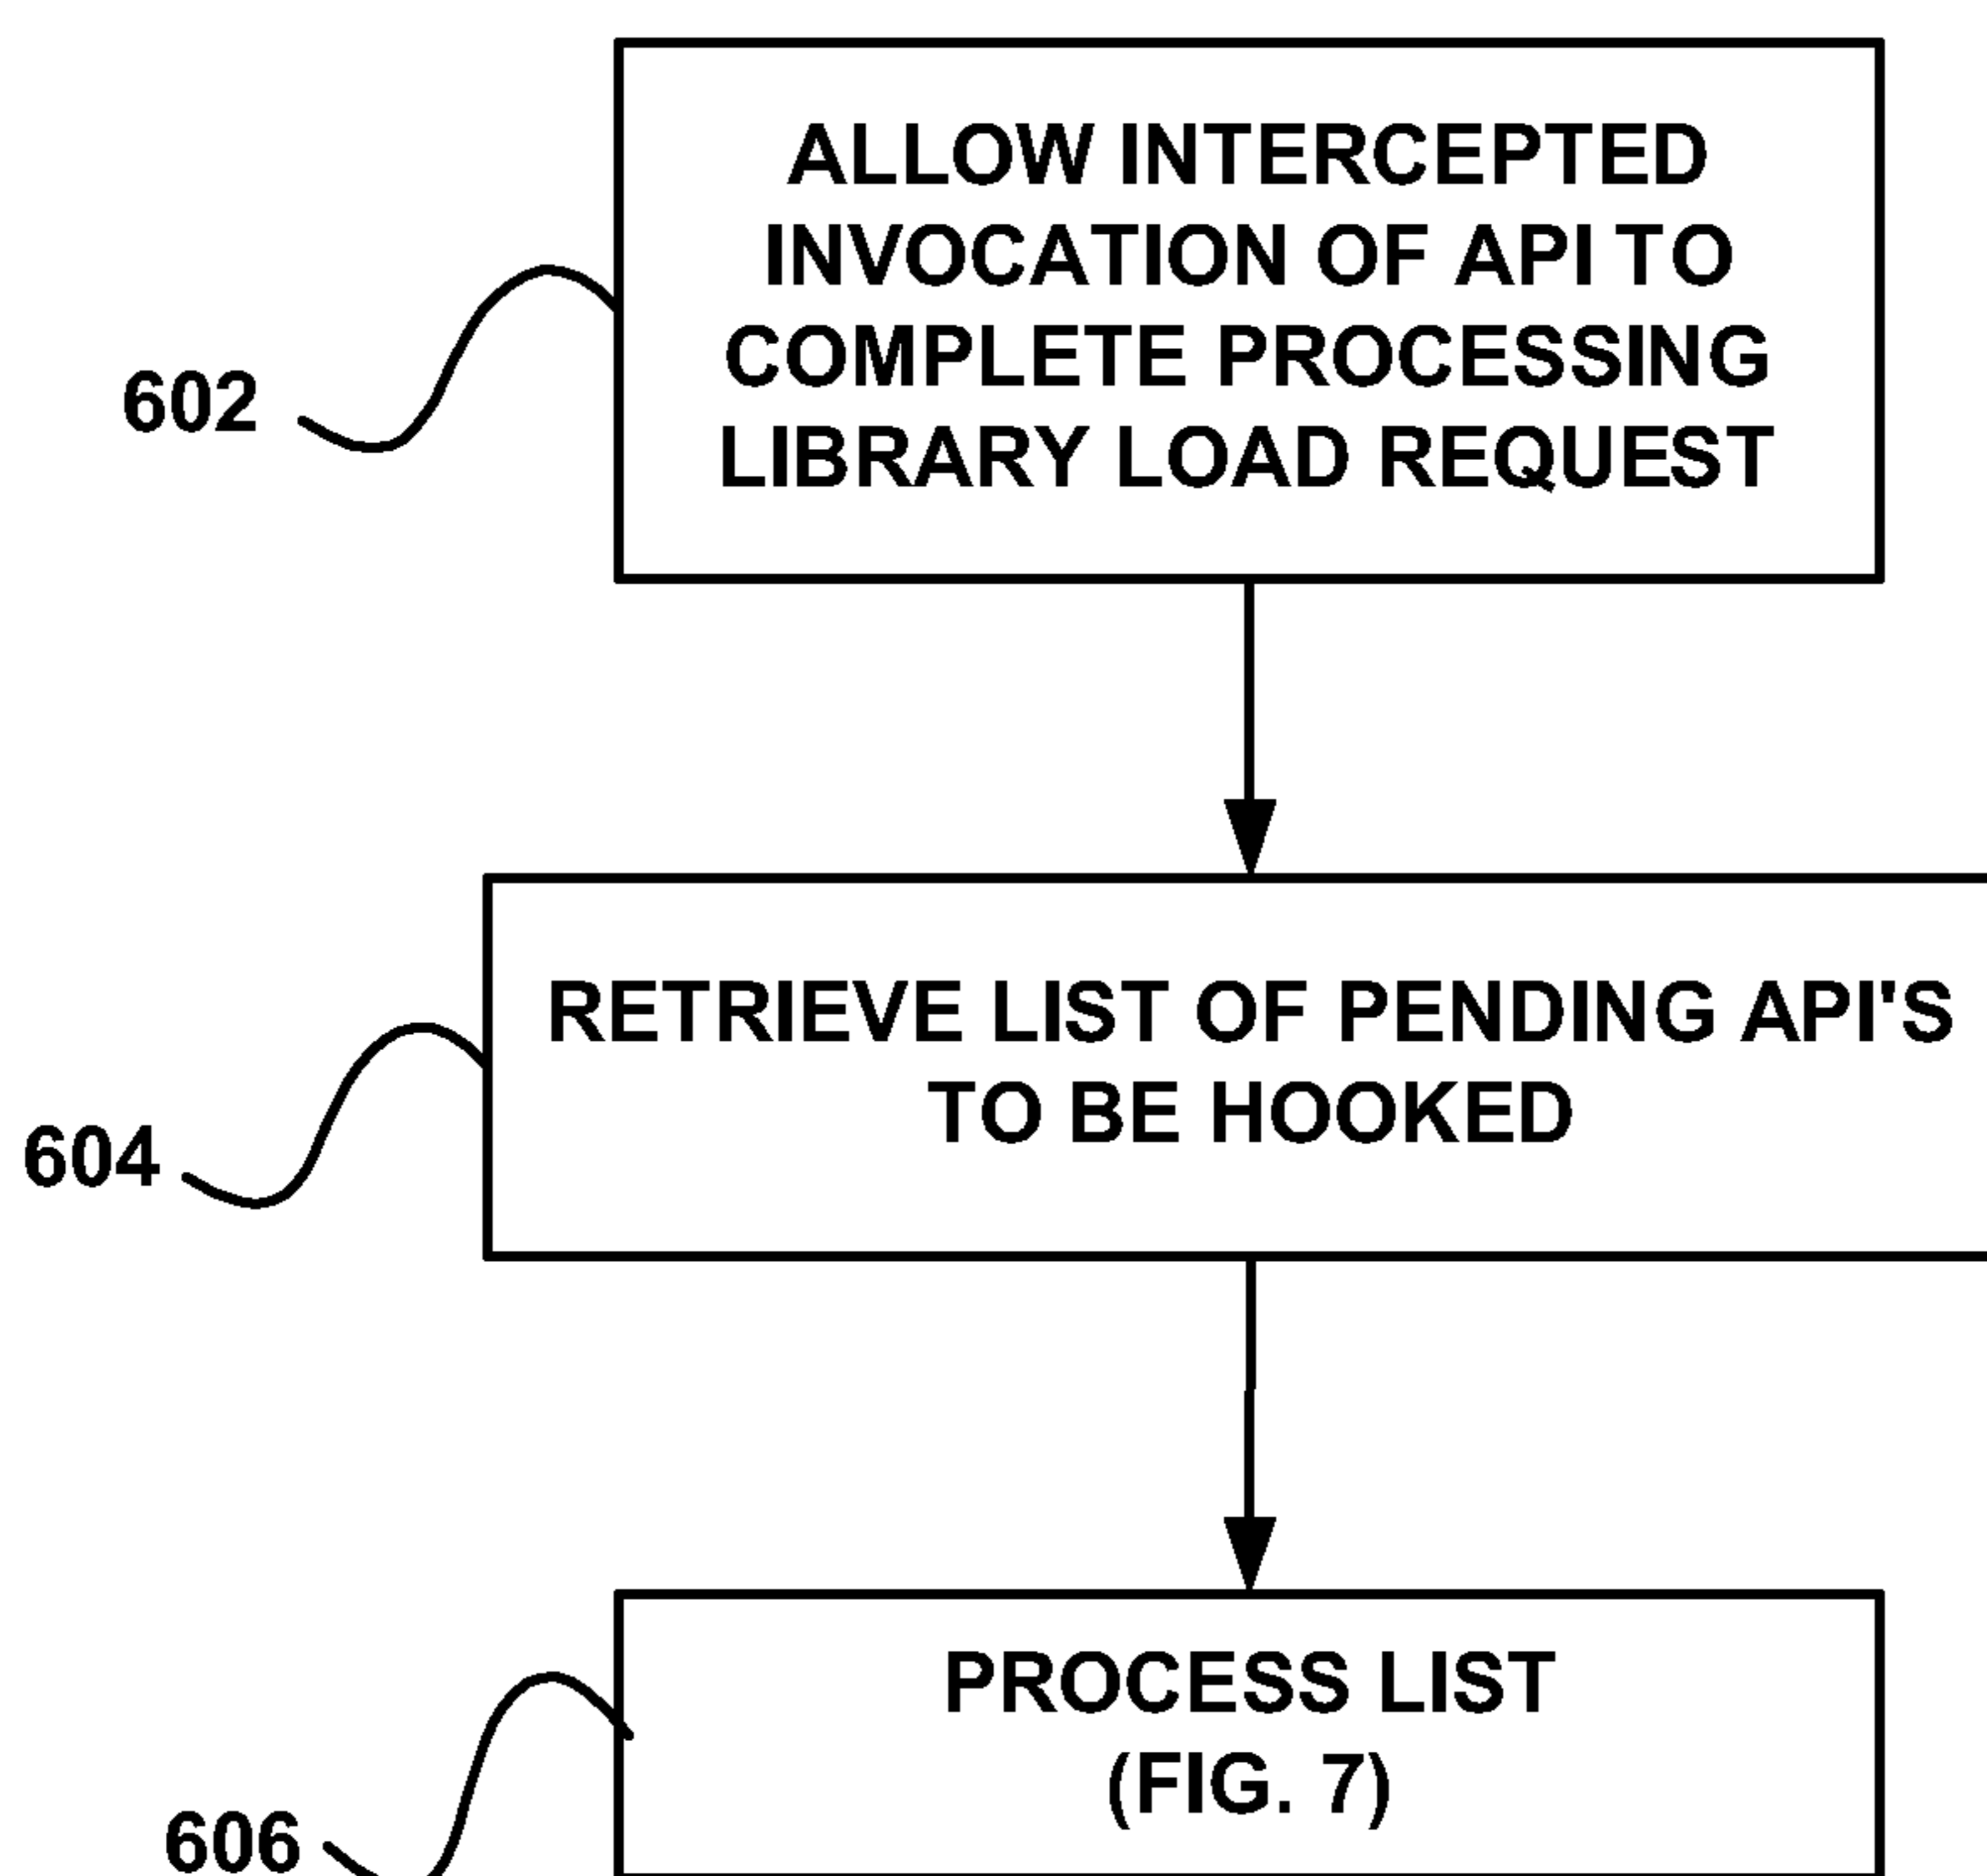 ALLOW INTERCEPTED
INVOCATION OF API TO
COMPLETE PROCESSING
LIBRARY LOAD REQUEST
602
RETRIEVE LIST OF PENDING API'S
TO BE HOOKED
604
PROCESS LIST
(FIG. 7)
606